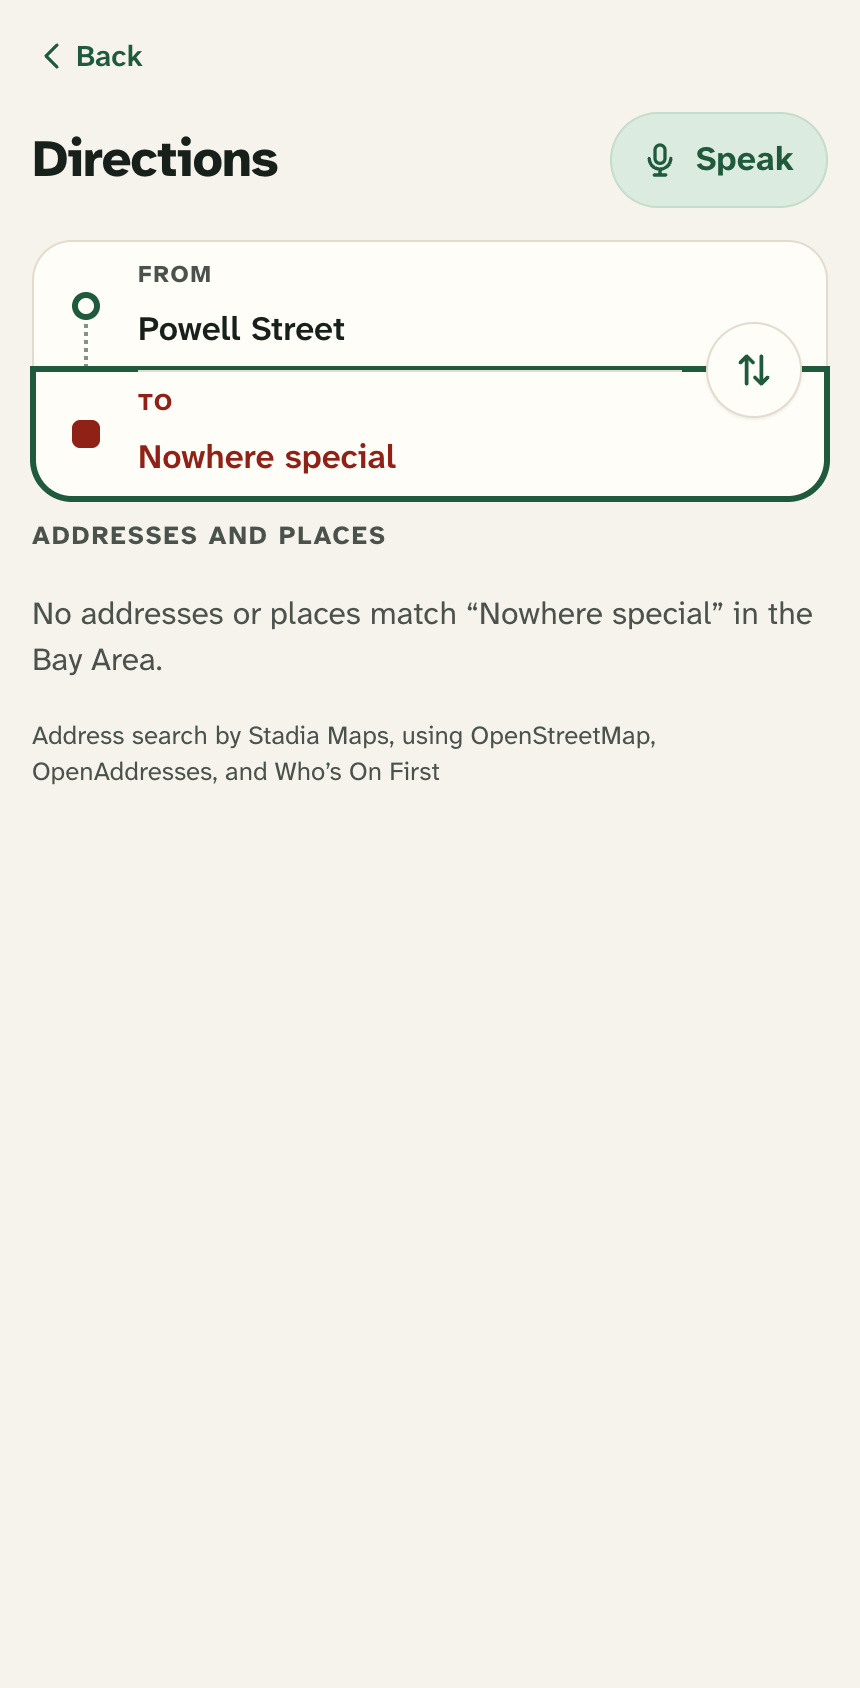 Back
Directions
Speak
FROM
Powell Street
TO
Nowhere special
ADDRESSES AND PLACES
No addresses or places match “Nowhere special” in the
Bay Area.
Address search by Stadia Maps, using OpenStreetMap,
OpenAddresses, and Who’s On First